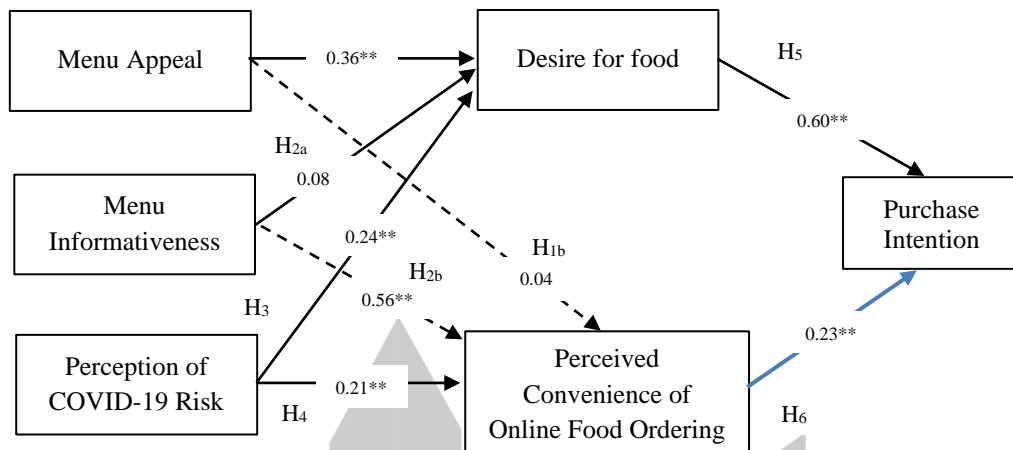 Menu Appeal
0.36**
Desire for food
H5
0.60**
H2a
0.08
Menu
Informativeness
Purchase
Intention
0.24**
H1b
0.04
H2b
0.56**
H3
0.23**
Perception of
COVID-19 Risk
0.21**
H4
Perceived
Convenience of
Online Food Ordering
H6